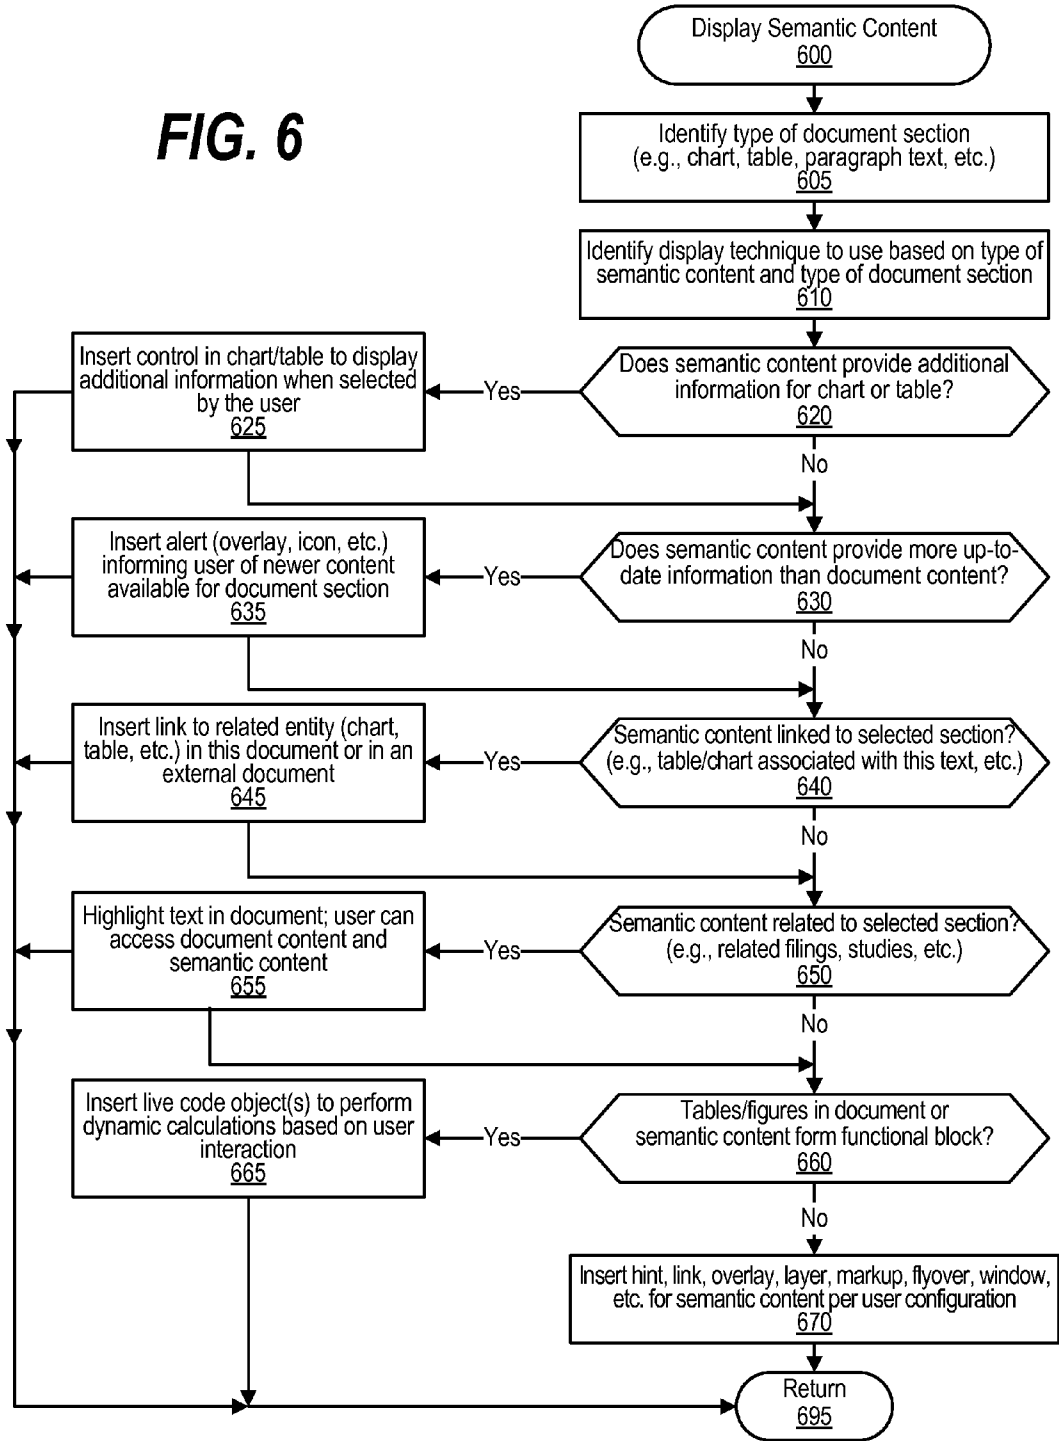 FIG. 6
Display Semantic Content
600
Identify type of document section
(e.g., chart, table, paragraph text, etc.)
605
Identify display technique to use based on type of
semantic content and type of document section
610
Does semantic content provide additional
information for chart or table?
620
Yes
Insert control in chart/table to display
additional information when selected
by the user
625
No
Does semantic content provide more up-to-
date information than document content?
630
Yes
Insert alert (overlay, icon, etc.)
informing user of newer content
available for document section
635
No
Semantic content linked to selected section?
(e.g., table/chart associated with this text, etc.)
640
Yes
Insert link to related entity (chart,
table, etc.) in this document or in an
external document
645
No
Semantic content related to selected section?
(e.g., related filings, studies, etc.)
650
Yes
Highlight text in document; user can
access document content and
semantic content
655
No
Tables/figures in document or
semantic content form functional block?
660
Yes
Insert live code object(s) to perform
dynamic calculations based on user
interaction
665
No
Insert hint, link, overlay, layer, markup, flyover, window,
etc. for semantic content per user configuration
670
Return
695